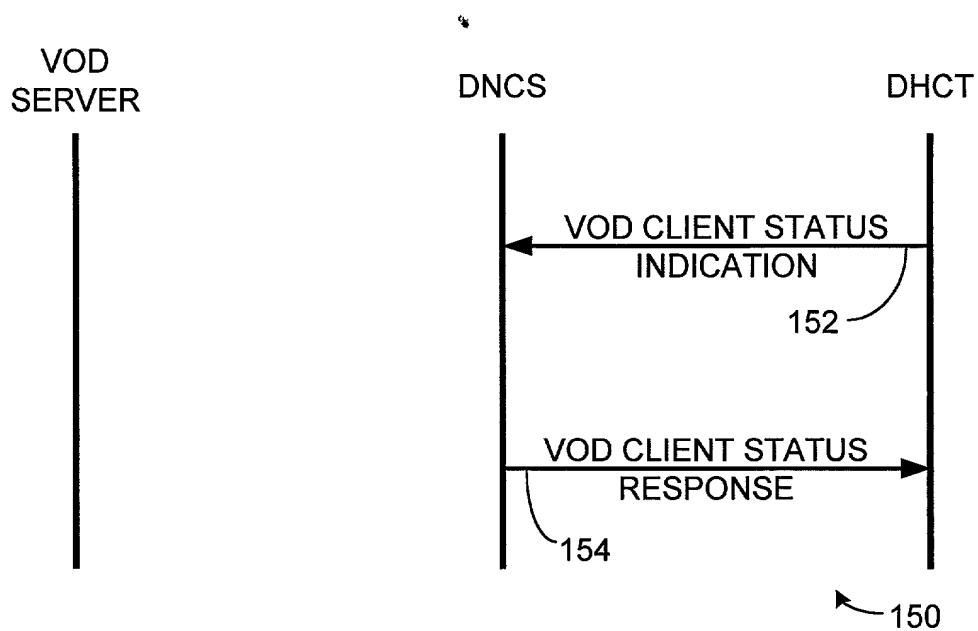 VOD
SERVER
DNCS
DHCT
VOD CLIENT STATUS
INDICATION
152
VOD CLIENT STATUS
RESPONSE
154
150